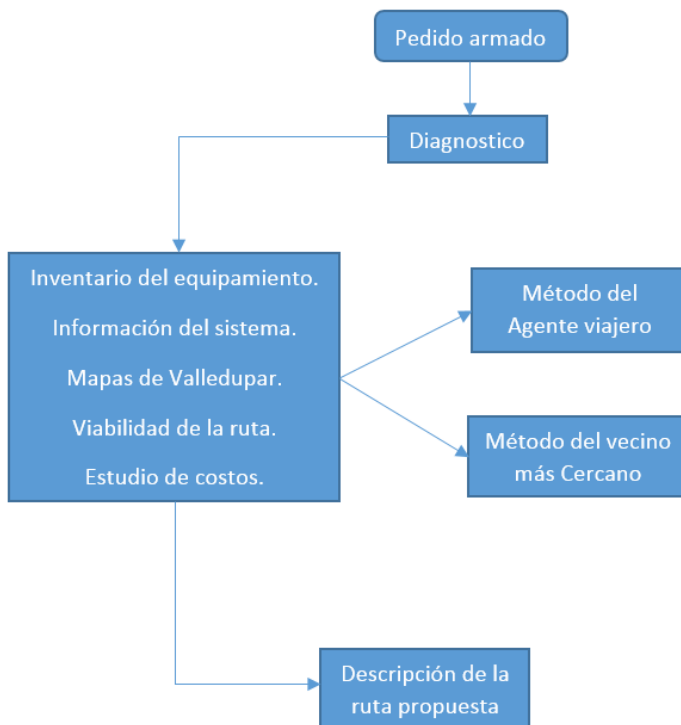 Pedido armado
Diagnostico
Inventario del equipamiento.
Información del sistema.
Mapas de Valledupar.
Viabilidad de la ruta.
Estudio de costos.
Método del
Agente viajero
Método del vecino
más Cercano
Descripción de la
ruta propuesta